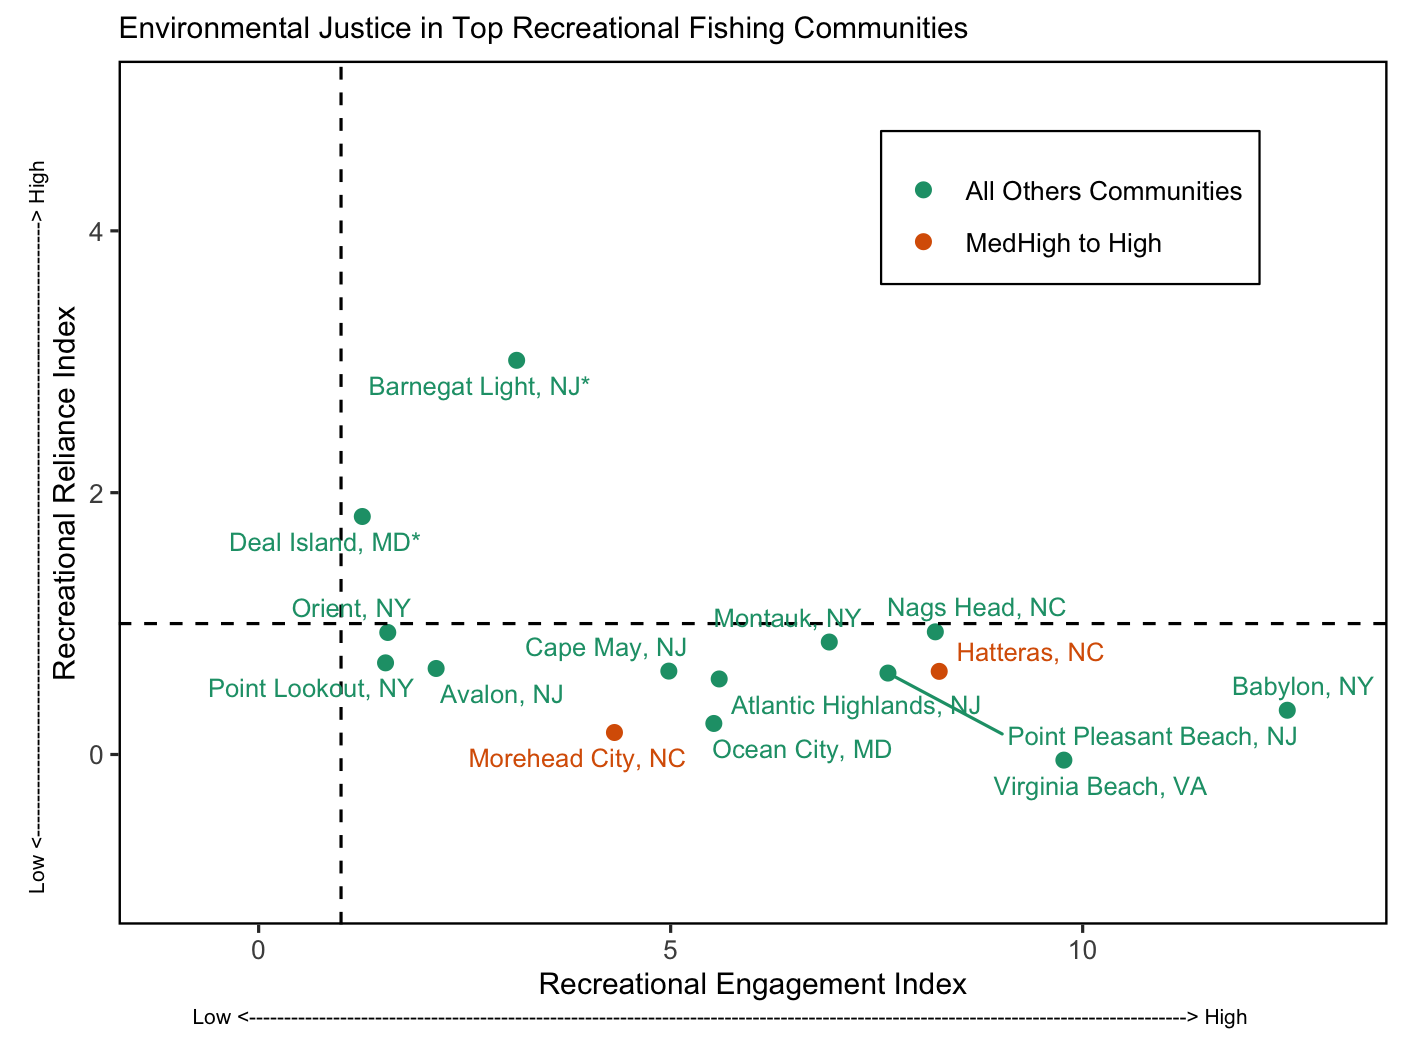 Environmental Justice in Top Recreational Fishing Communities
All Others Communities
MedHigh to High
Low <-----------------------------------------------------------------------------------------> High
Recreational Reliance Index
4
2
0
Barnegat Light, NJ*
Deal Island, MD*
Orient, NY
Nags Head, NC
Montauk, NY
Cape May, NJ
Hatteras, NC
Point Lookout, NY
Avalon, NJ
Babylon, NY
Atlantic Highlands, NJ
Point Pleasant Beach, NJ
Ocean City, MD
Morehead City, NC
Virginia Beach, VA
0
5
10
Recreational Engagement Index
Low <-----------------------------------------------------------------------------------------------------------------------------------------> High